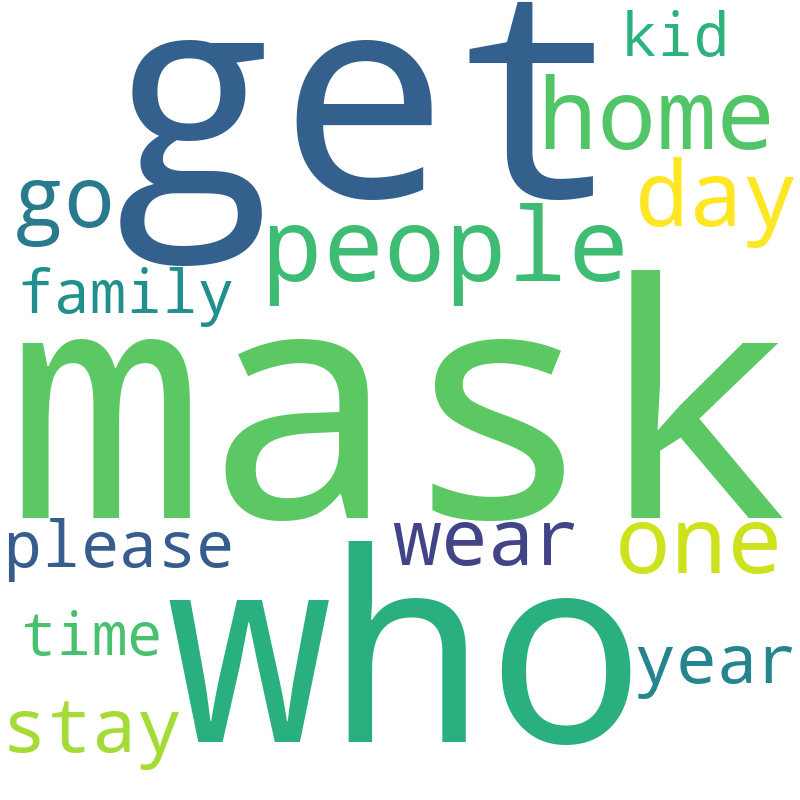 get
kid
home
go
day
people
family
mask
please
wear
one
who
time
year
stay